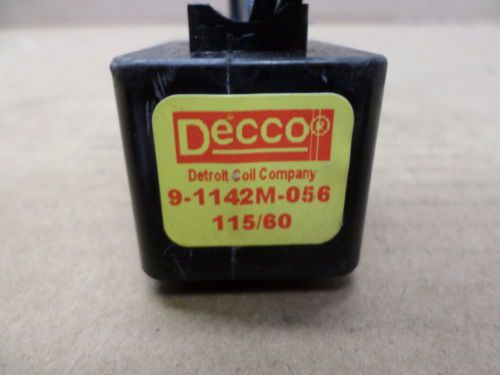 Decco®
Detroit Coil Company
9-1142M-056
115/60